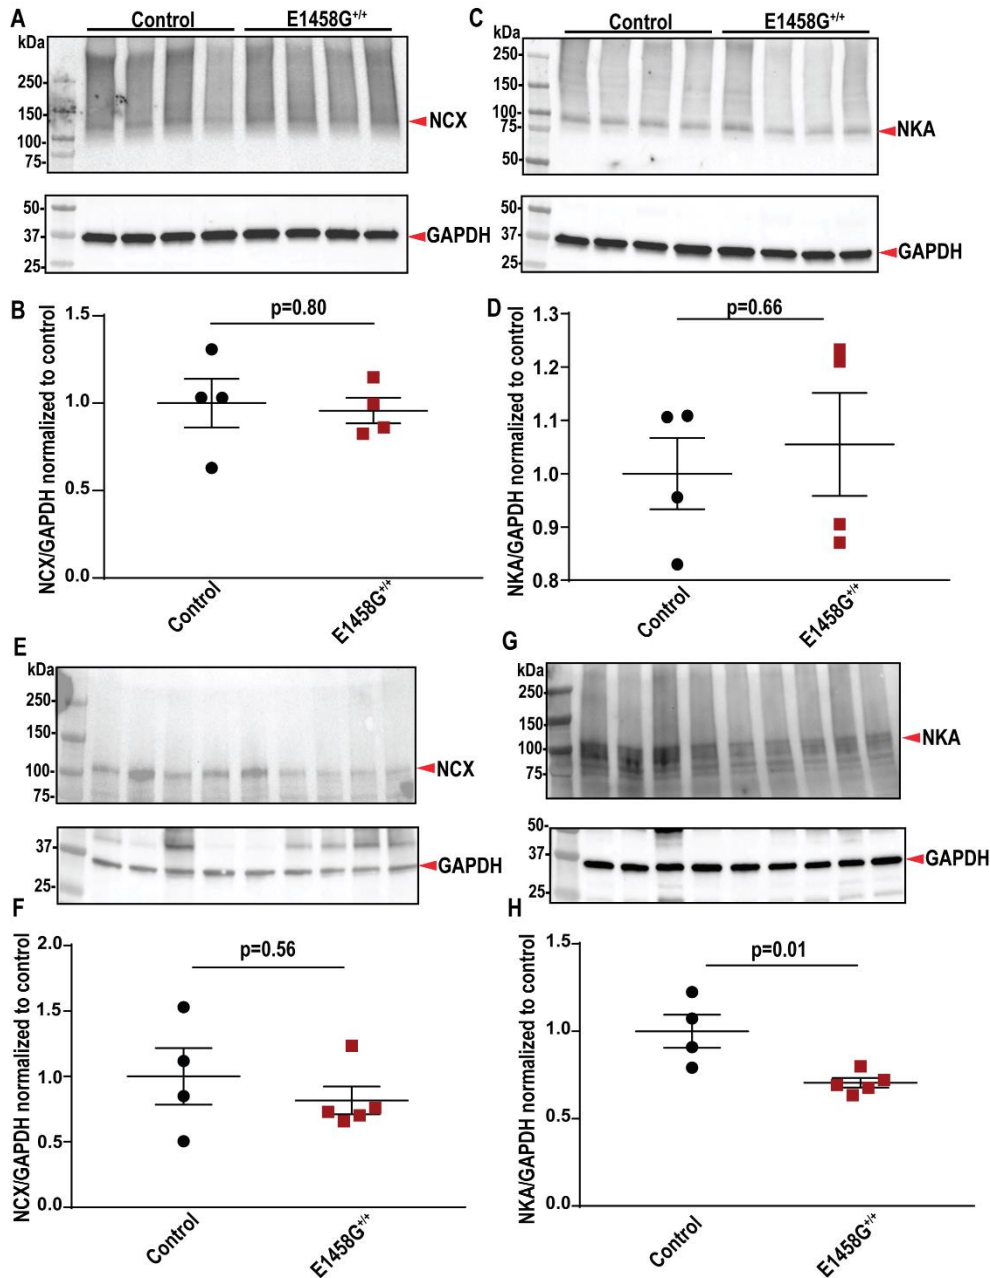 A
Control
E1458G+/+
kDa
250-
150-
100-
75-
NCX
50-
37-
25-
GAPDH
C
Control
E1458G+/+
kDa
250-
150-
100-
75-
50-
NKA
50-
37-
25-
GAPDH
B
NCX/GAPDH normalized to control
1.5
1.0
0.5
0.0
p=0.80
Control
E1458G+/+
D
NKA/GAPDH normalized to control
1.3
1.2
1.1
1.0
0.9
0.8
p=0.66
Control
E1458G+/+
E
kDa
250-
150-
100-
75-
NCX
37-
25-
GAPDH
G
kDa
250-
150-
100-
75-
NKA
50-
37-
25-
GAPDH
F
NCX/GAPDH normalized to control
2.0
1.5
1.0
0.5
0.0
p=0.56
Control
E1458G+/+
H
NKA/GAPDH normalized to control
1.5
1.0
0.5
0.0
p=0.01
Control
E1458G+/+